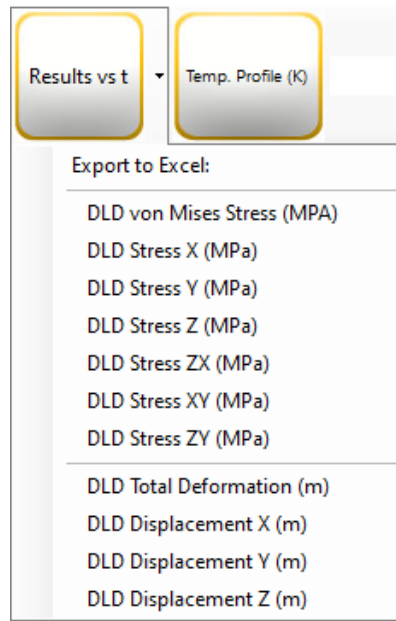 Results vs t
Temp. Profile (K)
Export to Excel:
DLD von Mises Stress (MPA)
DLD Stress X (MPa)
DLD Stress Y (MPa)
DLD Stress Z (MPa)
DLD Stress ZX (MPa)
DLD Stress XY (MPa)
DLD Stress ZY (MPa)
DLD Total Deformation (m)
DLD Displacement X (m)
DLD Displacement Y (m)
DLD Displacement Z (m)